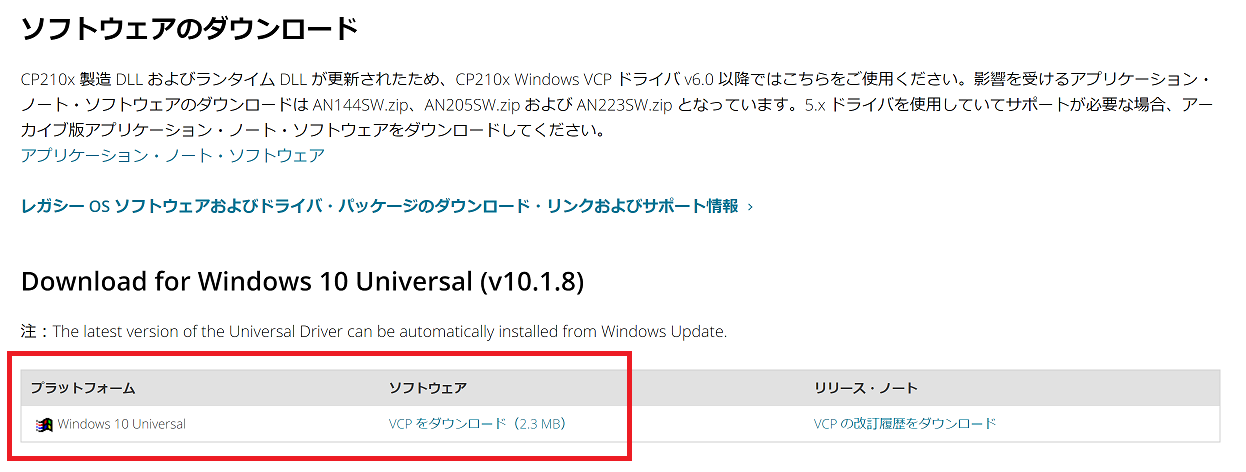 ソフトウェアのダウンロード
CP210x 製造 DLL およびランタイム DLL が更新されたため、CP210x Windows VCP ドライバ v6.0 以降ではこちらをご使用ください。影響を受けるアプリケーション・
ノート・ソフトウェアのダウンロードは AN144SW.zip、AN205SW.zip および AN223SW.zip となっています。5.x ドライバを使用していてサポートが必要な場合、アー
カイブ版アプリケーション・ノート・ソフトウェアをダウンロードしてください。
アプリケーション・ノート・ソフトウェア
レガシー OS ソフトウェアおよびドライバ・パッケージのダウンロード・リンクおよびサポート情報 ›
Download for Windows 10 Universal (v10.1.8)
注：The latest version of the Universal Driver can be automatically installed from Windows Update.
プラットフォーム ソフトウェア リリース・ノート
Windows 10 Universal VCP をダウンロード（2.3 MB） VCP の改訂履歴をダウンロード